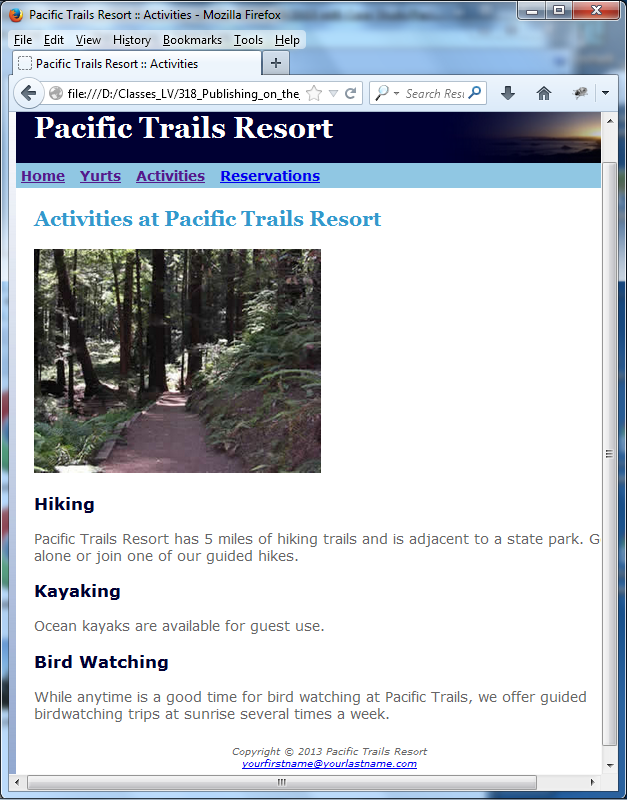 Pacific Trails Resort :: Activities - Mozilla Firefox
File Edit View History Bookmarks Tools Help
Pacific Trails Resort :: Activities
file:///D:/Classes_LV/318_Publishing_on_the_ Search
Pacific Trails Resort
Home Yurts Activities Reservations
Activities at Pacific Trails Resort
Hiking
Pacific Trails Resort has 5 miles of hiking trails and is adjacent to a state park. G
alone or join one of our guided hikes.
Kayaking
Ocean kayaks are available for guest use.
Bird Watching
While anytime is a good time for bird watching at Pacific Trails, we offer guided
birdwatching trips at sunrise several times a week.
Copyright © 2013 Pacific Trails Resort
yourfirstname@yourlastname.com